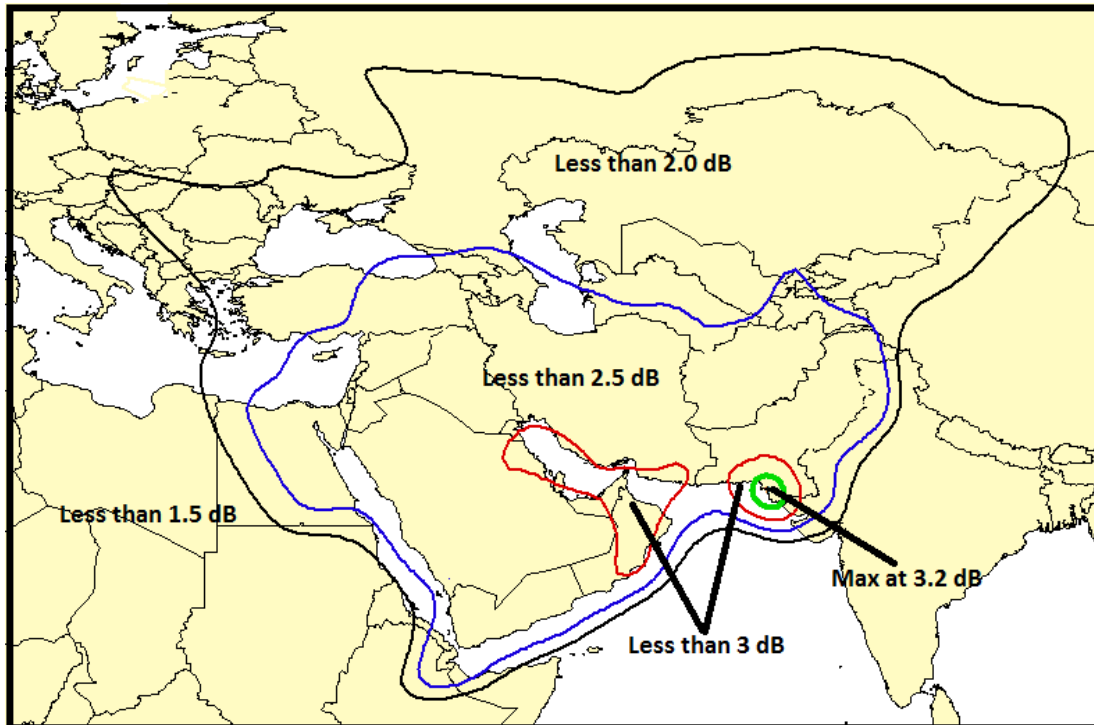 Less than 2.0 dB
Less than 2.5 dB
Less than 1.5 dB
Max at 3.2 dB
Less than 3 dB